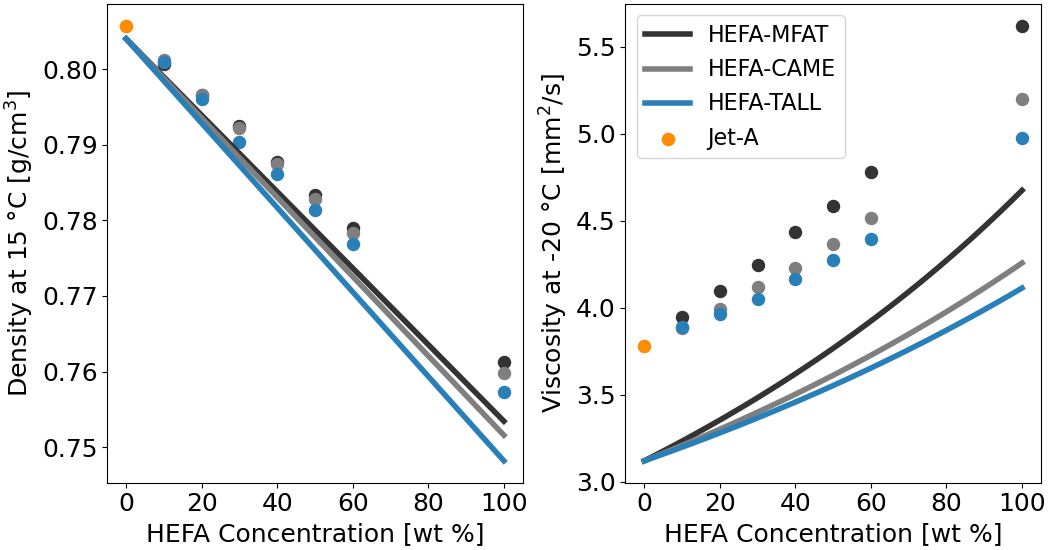 0.80
0.79
0.78
0.77
0.76
0.75
0 20 40 60 80 100
HEFA Concentration [wt %]
Density at 15 °C [g/cm³]
5.5
5.0
4.5
4.0
3.5
3.0
0 20 40 60 80 100
HEFA Concentration [wt %]
Viscosity at -20 °C [mm²/s]
HEFA-MFAT
HEFA-CAME
HEFA-TALL
Jet-A